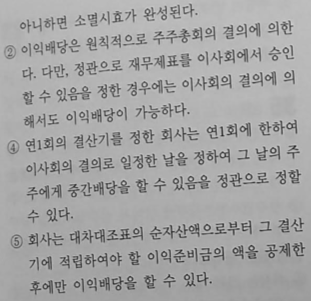 아니하면 소멸시효가 완성된다.
② 이익배당은 원칙적으로 주주총회의 결의에 의한
다. 다만, 정관으로 재무제표를 이사회에서 승인
할 수 있음을 정한 경우에는 이사회의 결의에 의
해서도 이익배당이 가능하다.
④ 연1회의 결산기를 정한 회사는 연1회에 한하여
이사회의 결의로 일정한 날을 정하여 그 날의 주
주에게 중간배당을 할 수 있음을 정관으로 정할
수 있다.
⑤ 회사는 대차대조표의 순자산액으로부터 그 결산
기에 적립하여야 할 이익준비금의 액을 공제한
후에만 이익배당을 할 수 있다.